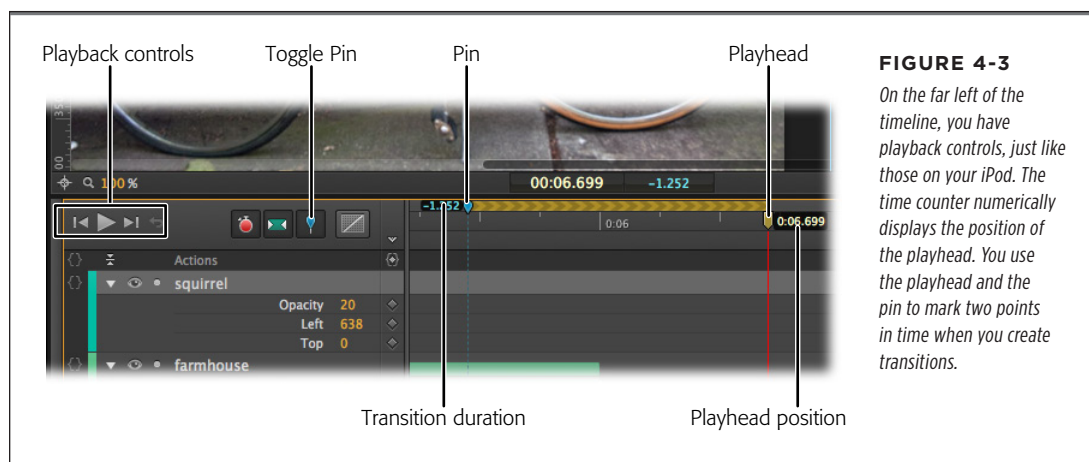 Playback controls Toggle Pin Pin Playhead
FIGURE 4-3
On the far left of the
timeline, you have
playback controls, just like
those on your iPod. The
time counter numerically
displays the position of
the playhead. You use
the playhead and the
pin to mark two points
in time when you create
transitions.
100 %
00:06.699 -1.252
-1.252
0:06
0:06.699
Actions
squirrel
Opacity 20
Left 638
Top 0
farmhouse
Transition duration Playhead position